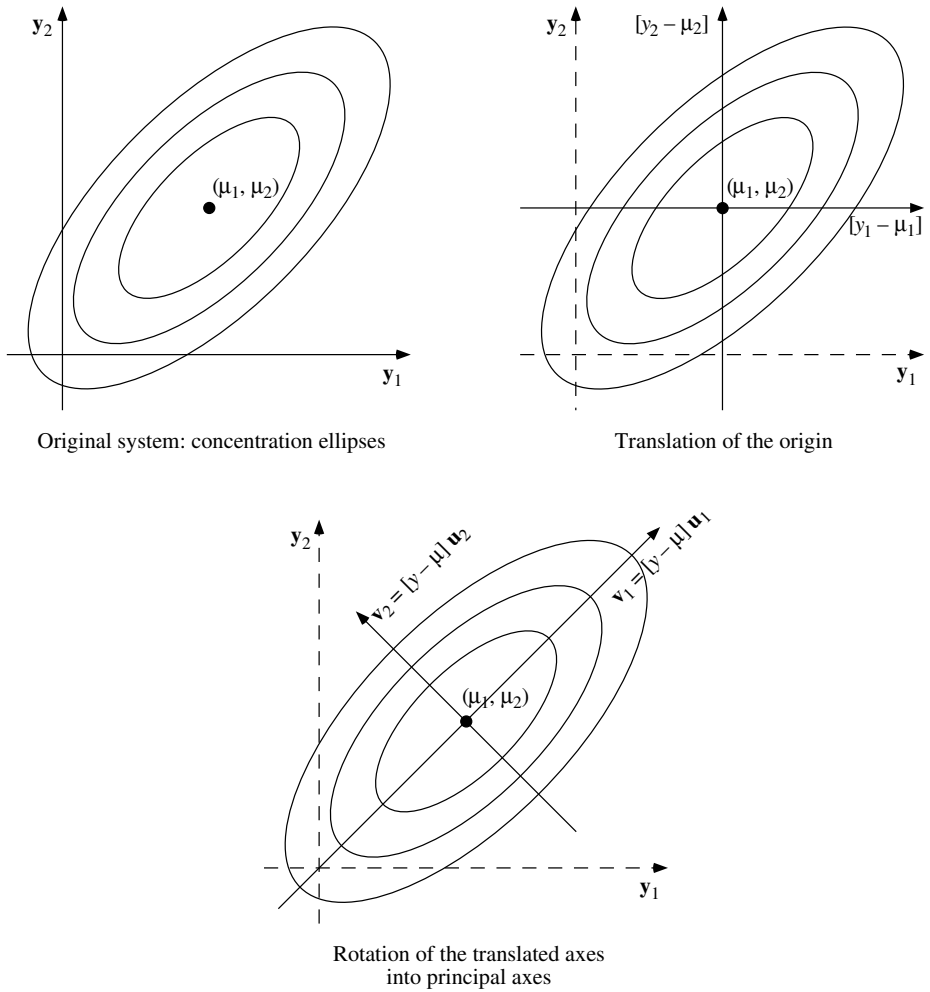 y₂
(μ₁, μ₂)
y₁
Original system: concentration ellipses
y₂
[y₂ – μ₂]
(μ₁, μ₂)
[y₁ – μ₁]
y₁
Translation of the origin
y₂
v₂ = [y – μ] u₂
v₁ = [y – μ] u₁
(μ₁, μ₂)
y₁
Rotation of the translated axes
into principal axes